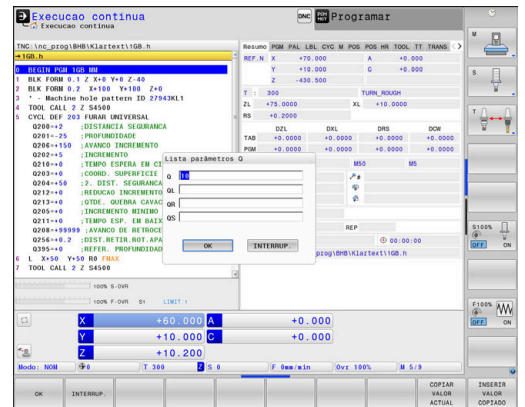 Execucao continua
Execucao continua
DNC
Programar
TNC: \nc_prog\BHB\Klartext\1GB.h
→1GB.h
0 BEGIN PGM 1GB MM
1 BLK FORM 0.1 Z X+0 Y+0 Z-40
2 BLK FORM 0.2 X+100 Y+100 Z+0
3 * - Machine hole pattern ID 27943KL1
4 TOOL CALL 2 Z S4500
5 CYCL DEF 203 FURAR UNIVERSAL
Q200=+2 ;DISTANCIA SEGURANCA
Q201=-25 ;PROFUNDIDADE
Q206=+150 ;AVANCO INCREMENTO
Q202=+5 ;INCREMENTO
Q210=+0 ;TEMPO ESPERA EM CI
Q203=+0 ;COORD. SUPERFICIE
Q204=+50 ;2. DIST. SEGURANCA
Q212=+0 ;REDUCAO INCREMENTO
Q213=+0 ;QTDE. QUEBRA CAVAC
Q205=+0 ;INCREMENTO MINIMO
Q211=+0 ;TEMPO ESP. EM BAIX
Q208=+99999 ;AVANCO DE RETROCE
Q256=+0.2 ;DIST.RETIR.ROT.APA
Q395=+0 ;REFER. PROFUNDIDAD
6 L X+50 Y+50 R0 FMAX
7 TOOL CALL 2 Z S4500
100% S-OVR
100% F-OVR S1 LIMIT 1
Resumo PGM PAL LBL CYC M POS POS HR TOOL TT TRANS
REF.N X +70.000 A +0.000
Y +10.000 C +0.000
Z -430.500
T : 300 TURN_ROUGH
ZL +75.0000 XL +10.0000
RS +0.2000
DZL DXL DRS DCW
TAB +0.0000 +0.0000 +0.0000 +0.0000
PGM +0.0000 +0.0000 +0.0000 +0.0000
M50 M5
REP
00:00:00
prog\BHB\Klartext\1GB.h
Lista parâmetros Q
Q 10
QL
QR
QS
OK INTERRUP.
X +60.000 A +0.000
Y +10.000 C +0.000
Z +10.200
Modo: NOM 0 T 300 Z S 0 F 0mm/min Ovr 100% M 5/9
M
S
T
S100%
OFF ON
F100%
OFF ON
OK
INTERRUP.
COPIAR VALOR ACTUAL
INSERIR VALOR COPIADO